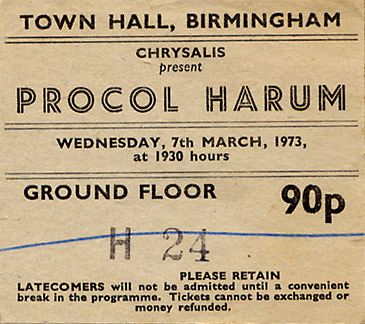 TOWN HALL, BIRMINGHAM
CHRYSALIS
present
PROCOL HARUM
WEDNESDAY, 7th MARCH, 1973,
at 1930 hours
GROUND FLOOR 90p
H 24
PLEASE RETAIN
LATECOMERS will not be admitted until a convenient
break in the programme. Tickets cannot be exchanged or
money refunded.